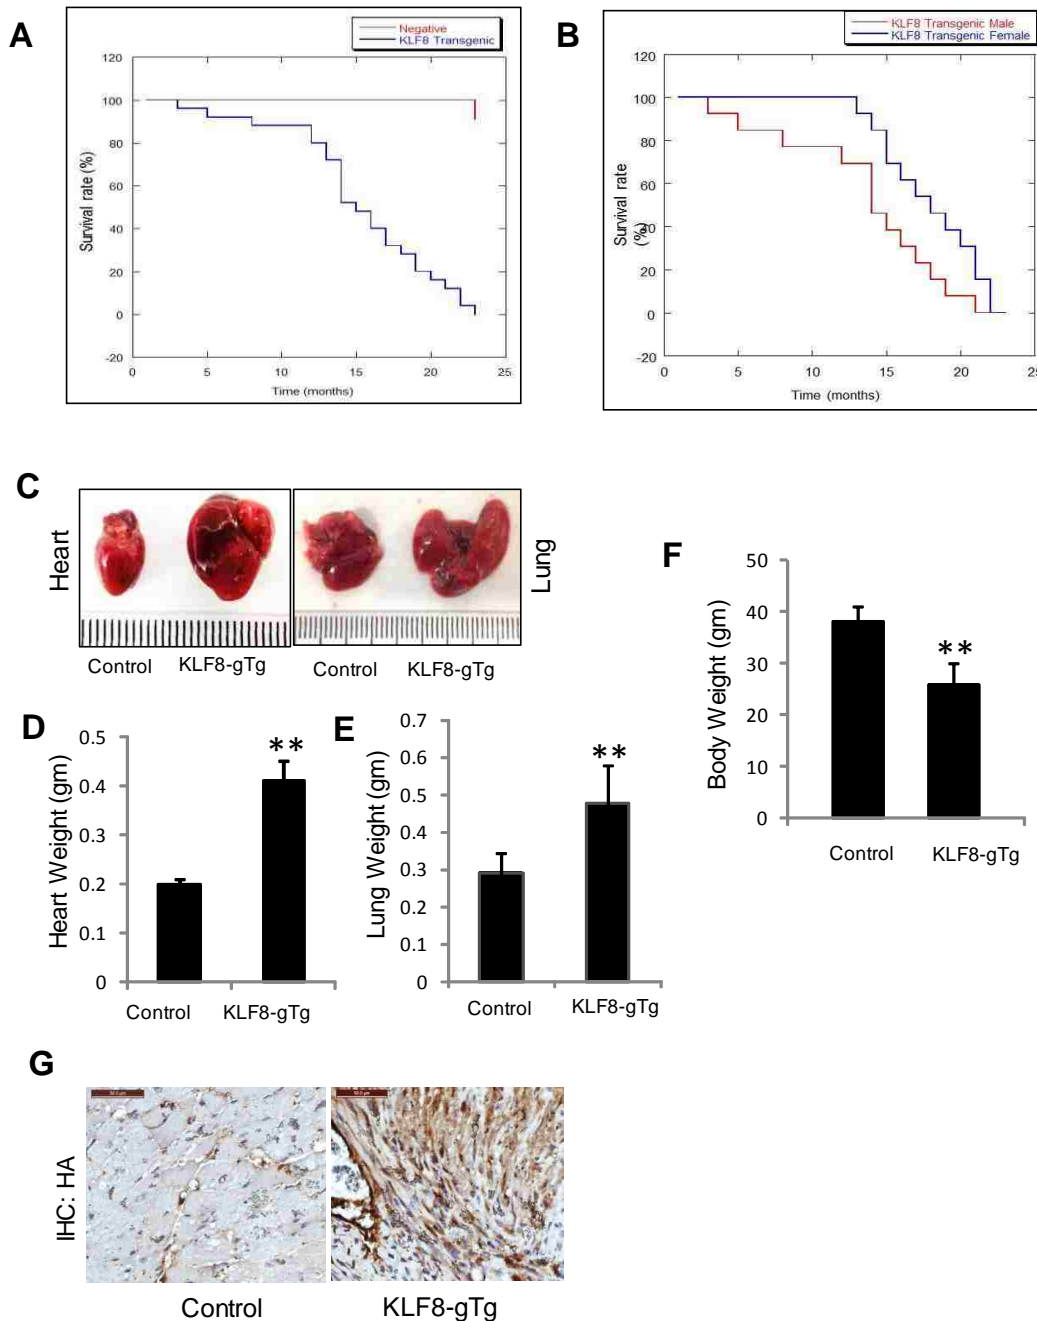 A
Negative
KLF8 Transgenic
120
100
80
60
40
20
0
-20
Survival rate (%)
0 5 10 15 20 25
Time (months)
B
KLF8 Transgenic Male
KLF8 Transgenic Female
120
100
80
60
40
20
0
-20
Survival rate
(%)
0 5 10 15 20 25
Time (months)
C
Heart
Lung
Control KLF8-gTg
Control KLF8-gTg
D
**
0.5
0.4
0.3
0.2
0.1
0
Heart Weight (gm)
Control KLF8-gTg
E
**
0.7
0.6
0.5
0.4
0.3
0.2
0.1
0
Lung Weight (gm)
Control KLF8-gTg
F
**
50
40
30
20
10
0
Body Weight (gm)
Control KLF8-gTg
G
IHC: HA
Control KLF8-gTg